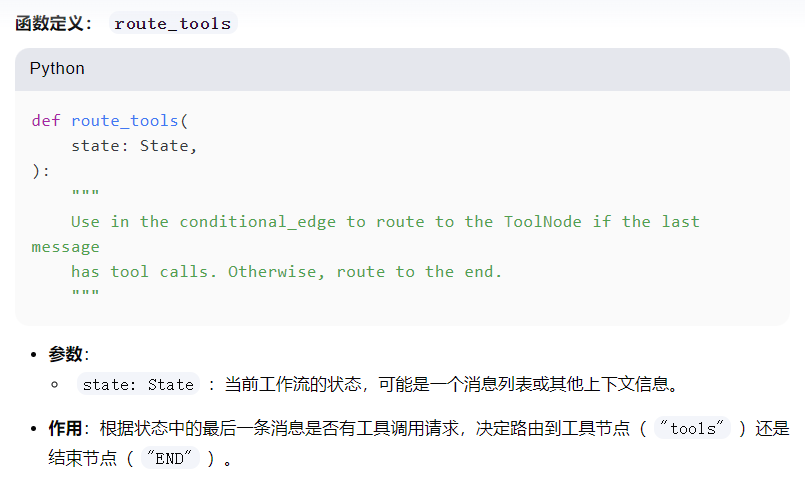 函数定义： route_tools
Python
def route_tools(
    state: State,
):
    """
    Use in the conditional_edge to route to the ToolNode if the last
message
    has tool calls. Otherwise, route to the end.
    """
• 参数：
◦ state: State ：当前工作流的状态，可能是一个消息列表或其他上下文信息。
• 作用：根据状态中的最后一条消息是否有工具调用请求，决定路由到工具节点（ "tools" ）还是
结束节点（ "END" ）。